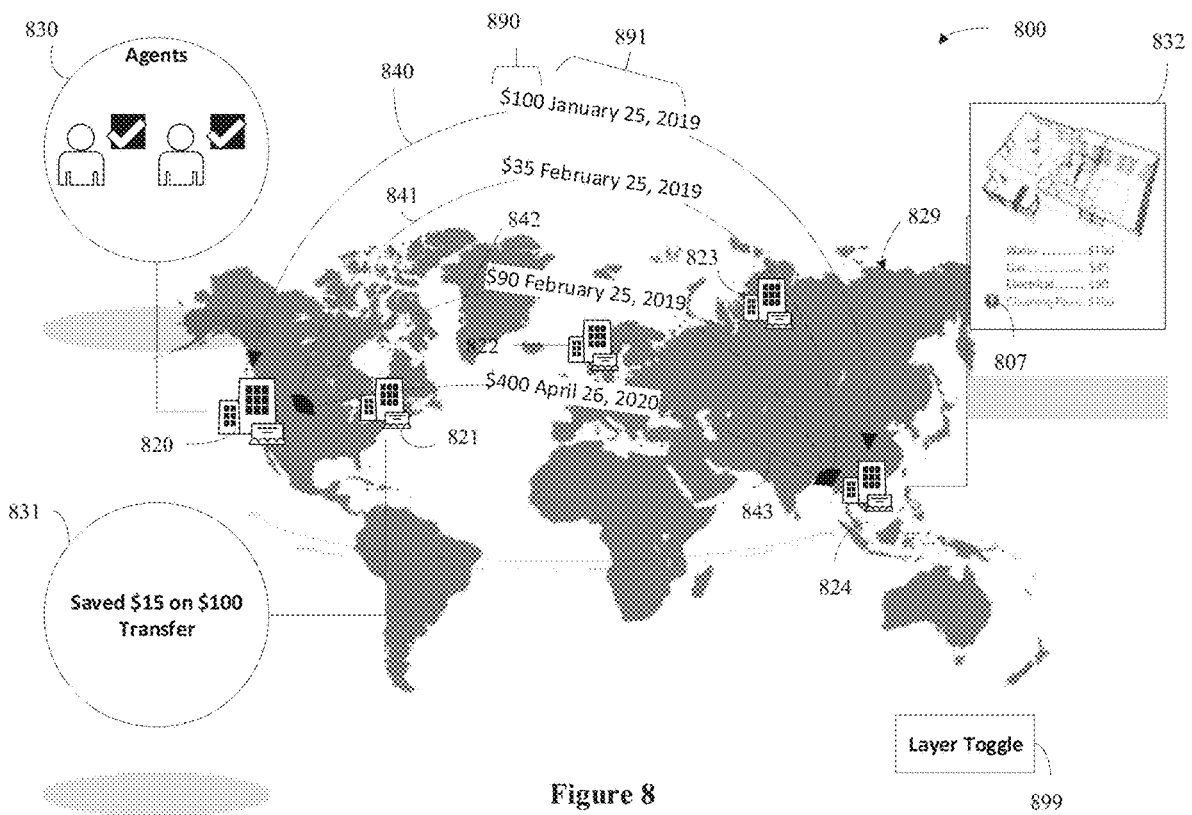 830
Agents
840
890
891
800
832
$100 January 25, 2019
841
$35 February 25, 2019
842
829
823
$90 February 25, 2019
822
807
$400 April 26, 2020
820
821
831
843
824
Saved $15 on $100
Transfer
Layer Toggle
Figure 8
899